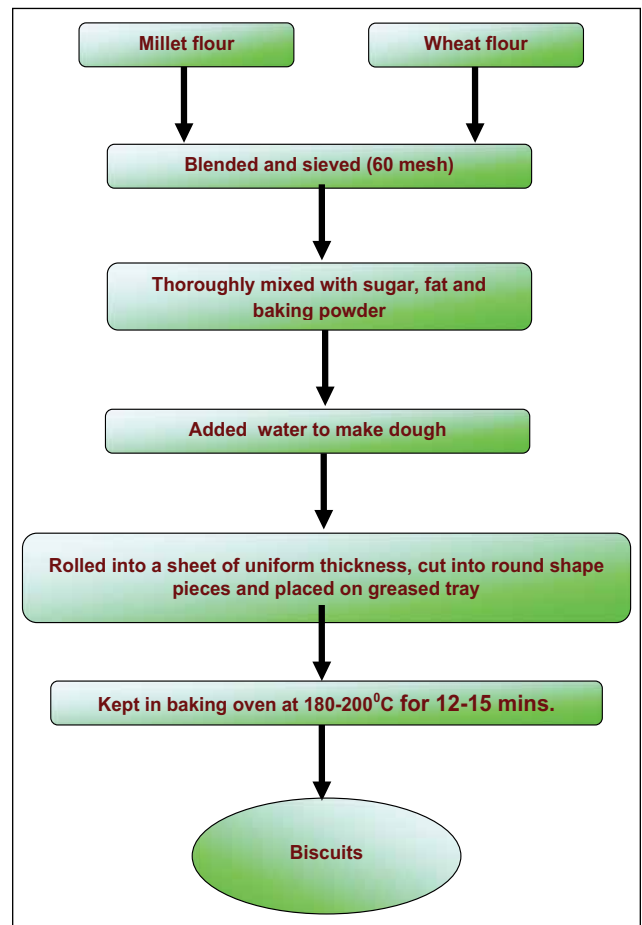 Millet flour
Wheat flour
Blended and sieved (60 mesh)
Thoroughly mixed with sugar, fat and
baking powder
Added water to make dough
Rolled into a sheet of uniform thickness, cut into round shape
pieces and placed on greased tray
Kept in baking oven at 180-200⁰C for 12-15 mins.
Biscuits